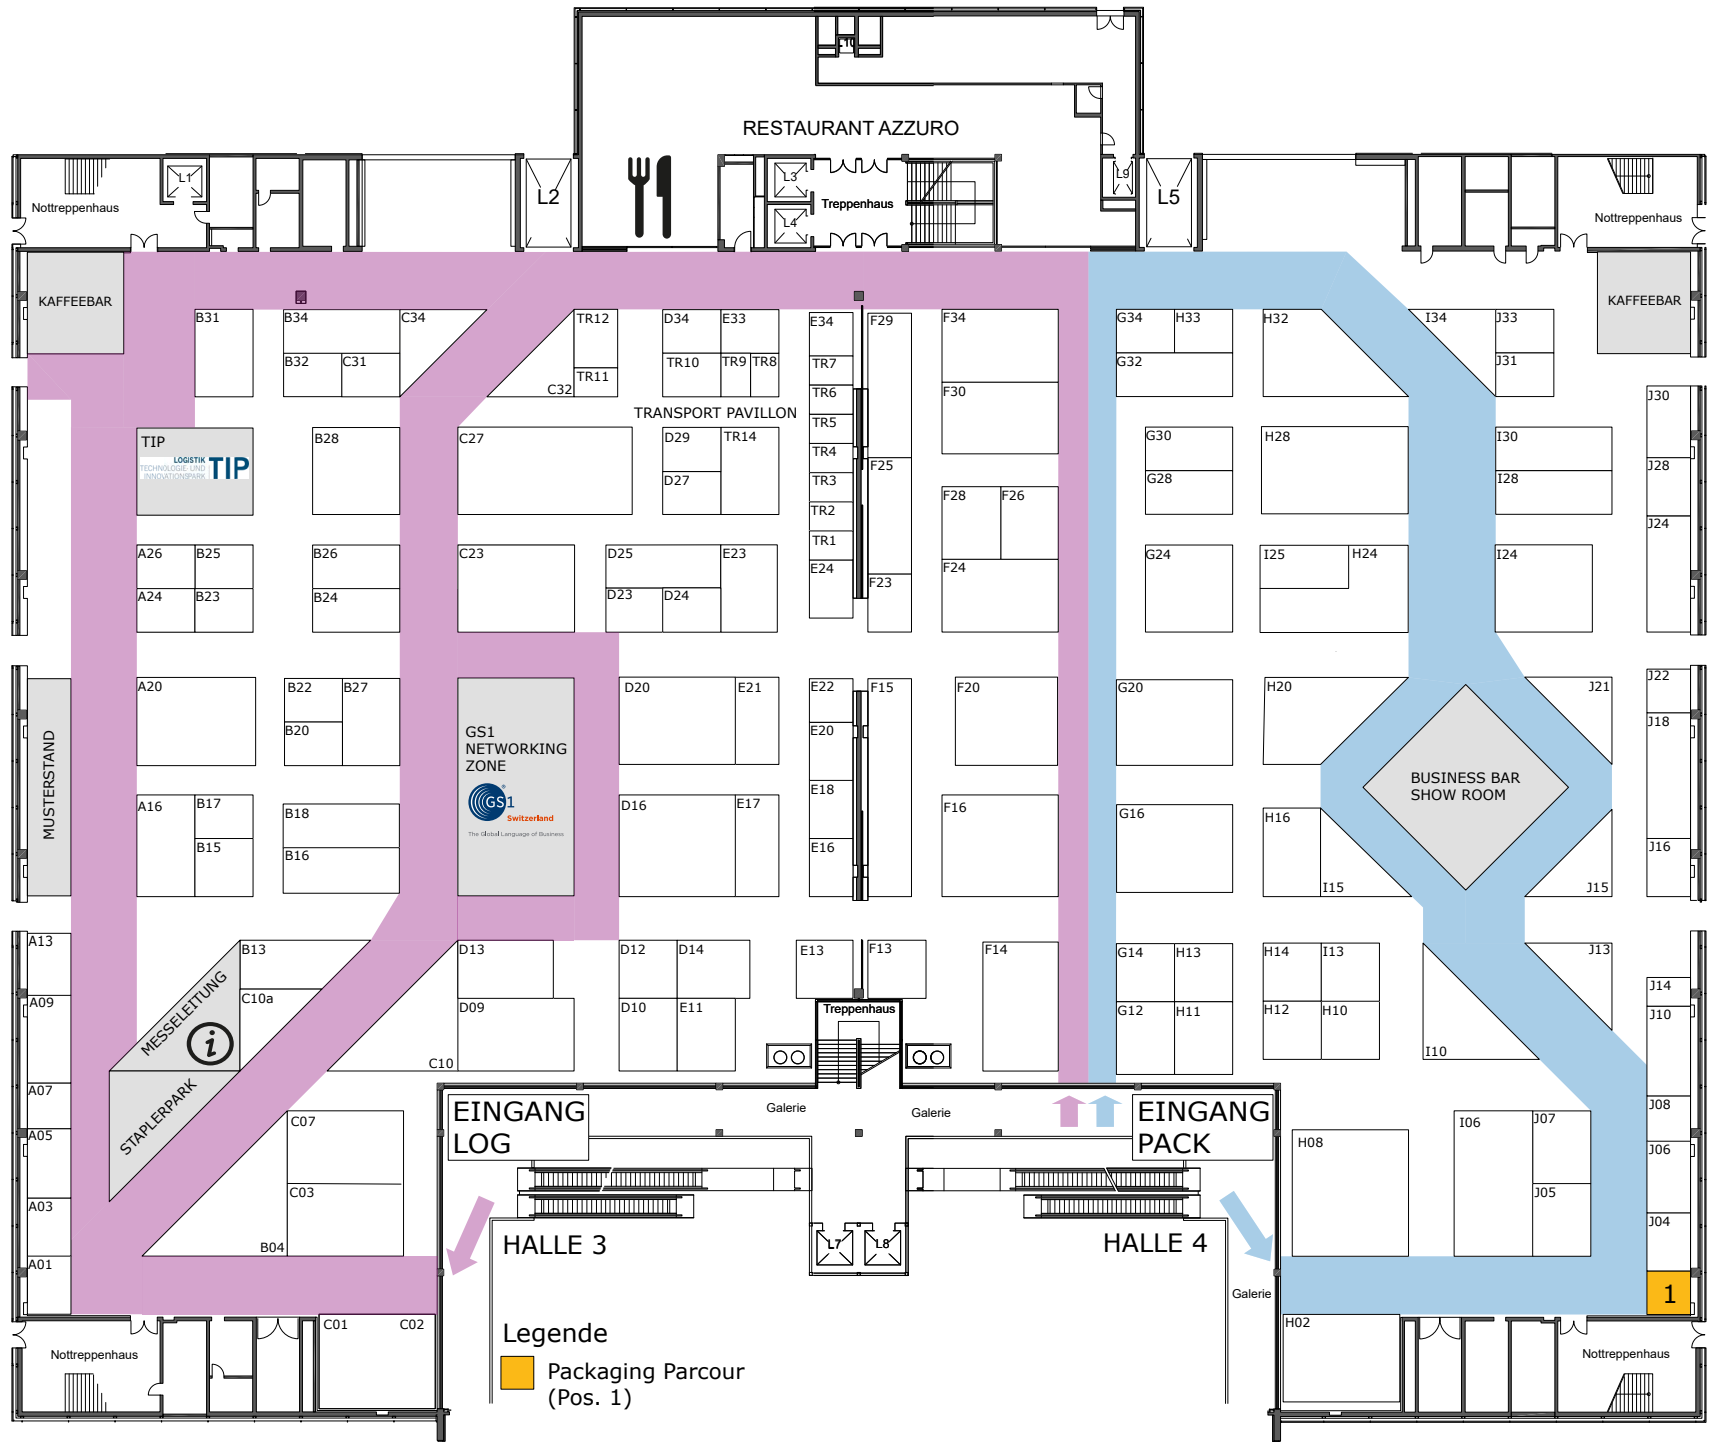 L10
RESTAURANT AZZURO
L1
L2
L3
L4
Treppenhaus
L9
L5
Nottreppenhaus
Nottreppenhaus
KAFFEEBAR
KAFFEEBAR
B31
B34
C34
TR12
D34
E33
E34
F29
F34
G34
H33
H32
I34
J33
B32
C31
TR11
C32
TR10
TR9
TR8
TR7
G32
J31
TR6
F30
J30
TRANSPORT PAVILLON
TR5
TIP
LOGISTIK
TECHNOLOGIE- UND
INNOVATIONSPARK
TIP
B28
C27
D29
TR14
TR4
F25
G30
H28
I30
J28
D27
TR3
G28
I28
TR2
F28
F26
J24
TR1
A26
B25
B26
C23
D25
E23
E24
F24
F23
G24
I25
H24
I24
A24
B23
B24
D23
D24
MUSTERSTAND
A20
B22
B27
B20
GS1
NETWORKING
ZONE
GS1
Switzerland
The Global Language of Business
D20
E21
E22
F15
F20
G20
H20
J21
J22
E20
J18
BUSINESS BAR
SHOW ROOM
A16
B17
B18
D16
E17
E18
F16
G16
H16
B15
B16
E16
I15
J15
J16
A13
B13
D13
D12
D14
E13
F13
F14
G14
H13
H14
I13
J13
MESSELEITUNG
i
C10a
A09
D09
D10
E11
Treppenhaus
G12
H11
H12
H10
J14
J10
C10
I10
STAPLERPARK
A07
A05
A03
A01
C07
C03
B04
EINGANG
LOG
Galerie
Galerie
EINGANG
PACK
H08
I06
J07
J05
J08
J06
J04
1
HALLE 3
L7
L8
HALLE 4
Galerie
C01
C02
H02
Nottreppenhaus
Nottreppenhaus
Legende
Packaging Parcour
(Pos. 1)